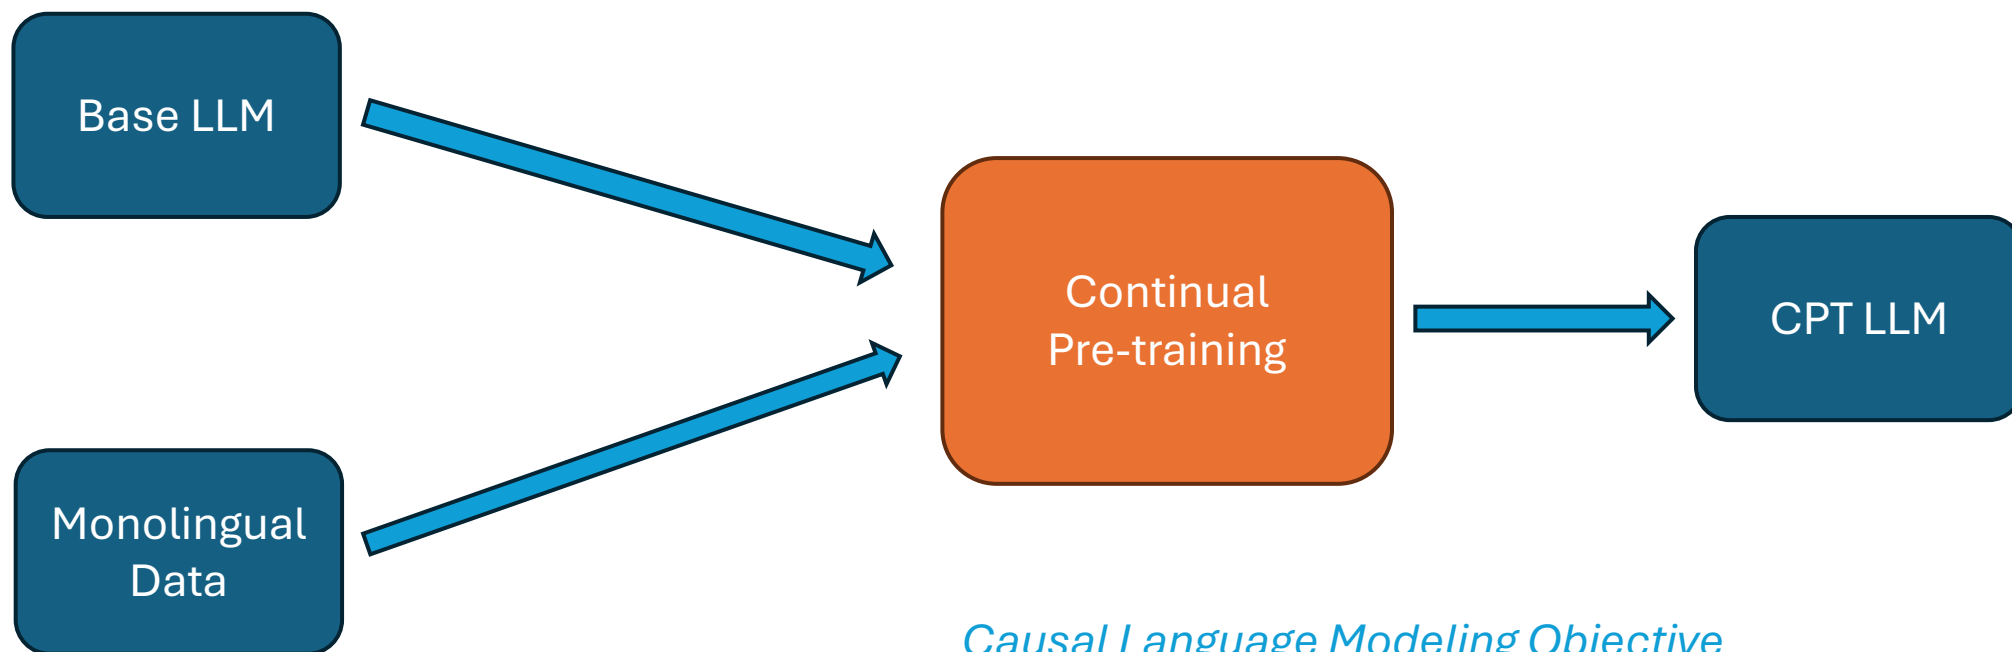 Base LLM
Continual
Pre-training
CPT LLM
Monolingual
Data
Causal Language Modeling Objective